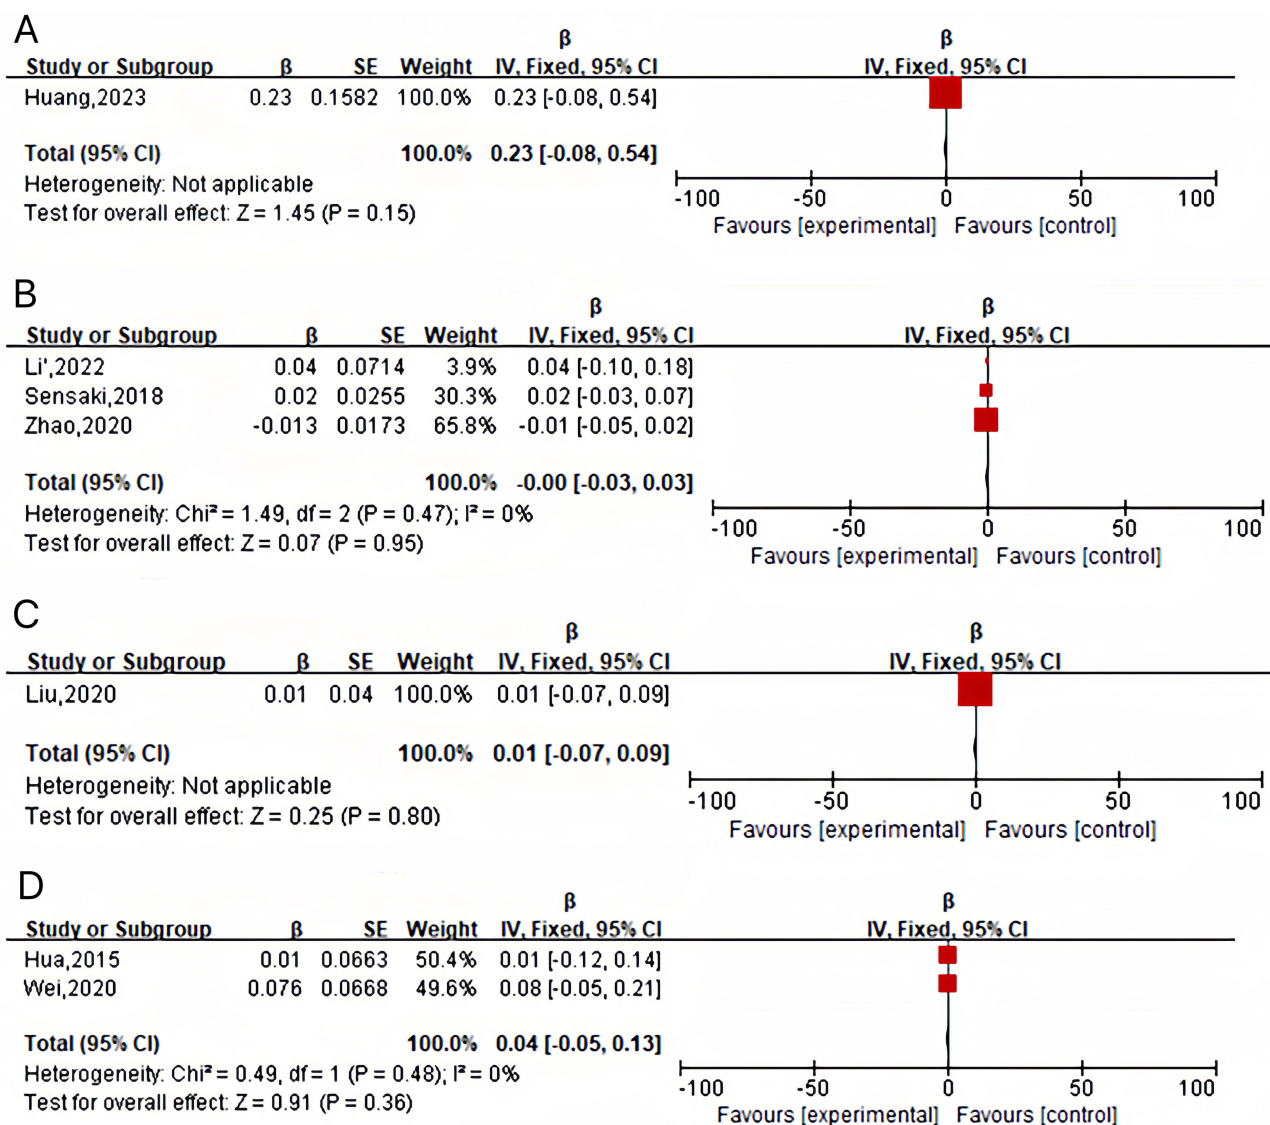 A
β β
Study or Subgroup β SE Weight IV, Fixed, 95% CI IV, Fixed, 95% CI
Huang,2023 0.23 0.1582 100.0% 0.23 [-0.08, 0.54]
Total (95% CI) 100.0% 0.23 [-0.08, 0.54]
Heterogeneity: Not applicable
Test for overall effect: Z = 1.45 (P = 0.15)
-100 -50 0 50 100
Favours [experimental] Favours [control]
B
β β
Study or Subgroup β SE Weight IV, Fixed, 95% CI IV, Fixed, 95% CI
Li',2022 0.04 0.0714 3.9% 0.04 [-0.10, 0.18]
Sensaki,2018 0.02 0.0255 30.3% 0.02 [-0.03, 0.07]
Zhao,2020 -0.013 0.0173 65.8% -0.01 [-0.05, 0.02]
Total (95% CI) 100.0% -0.00 [-0.03, 0.03]
Heterogeneity: Chi² = 1.49, df = 2 (P = 0.47); I² = 0%
Test for overall effect: Z = 0.07 (P = 0.95)
-100 -50 0 50 100
Favours [experimental] Favours [control]
C
β β
Study or Subgroup β SE Weight IV, Fixed, 95% CI IV, Fixed, 95% CI
Liu,2020 0.01 0.04 100.0% 0.01 [-0.07, 0.09]
Total (95% CI) 100.0% 0.01 [-0.07, 0.09]
Heterogeneity: Not applicable
Test for overall effect: Z = 0.25 (P = 0.80)
-100 -50 0 50 100
Favours [experimental] Favours [control]
D
β β
Study or Subgroup β SE Weight IV, Fixed, 95% CI IV, Fixed, 95% CI
Hua,2015 0.01 0.0663 50.4% 0.01 [-0.12, 0.14]
Wei,2020 0.076 0.0668 49.6% 0.08 [-0.05, 0.21]
Total (95% CI) 100.0% 0.04 [-0.05, 0.13]
Heterogeneity: Chi² = 0.49, df = 1 (P = 0.48); I² = 0%
Test for overall effect: Z = 0.91 (P = 0.36)
-100 -50 0 50 100
Favours [experimental] Favours [control]